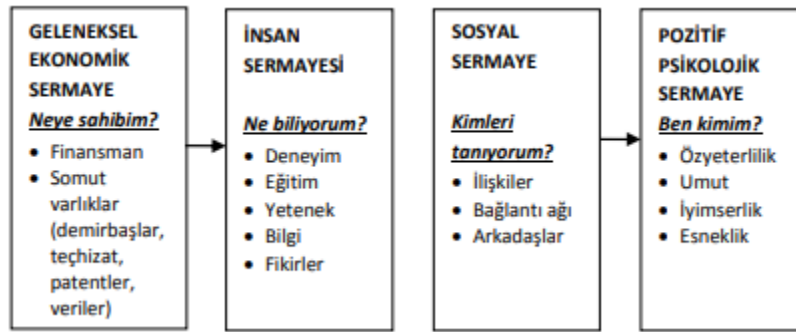 GELENEKSEL
EKONOMİK
SERMAYE
Neye sahibim?
• Finansman
• Somut
varlıklar
(demirbaşlar,
teçhizat,
patentler,
veriler)
İNSAN
SERMAYESİ
Ne biliyorum?
• Deneyim
• Eğitim
• Yetenek
• Bilgi
• Fikirler
SOSYAL
SERMAYE
Kimleri
tanıyorum?
• İlişkiler
• Bağlantı ağı
• Arkadaşlar
POZİTİF
PSİKOLOJİK
SERMAYE
Ben kimim?
• Özyeterlilik
• Umut
• İyimserlik
• Esneklik